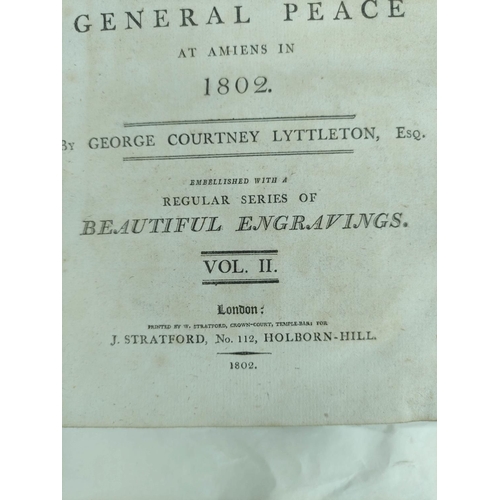 GENERAL PEACE
AT AMIENS IN
1802.
BY GEORGE COURTNEY LYTTLETON, ESQ.
EMBELLISHED WITH A
REGULAR SERIES OF
BEAUTIFUL ENGRAVINGS.
VOL. II.
London:
PRINTED BY W. STRATFORD, CROWN-COURT, TEMPLE-BAR; FOR
J. STRATFORD, No. 112, HOLBORN-HILL.
1802.